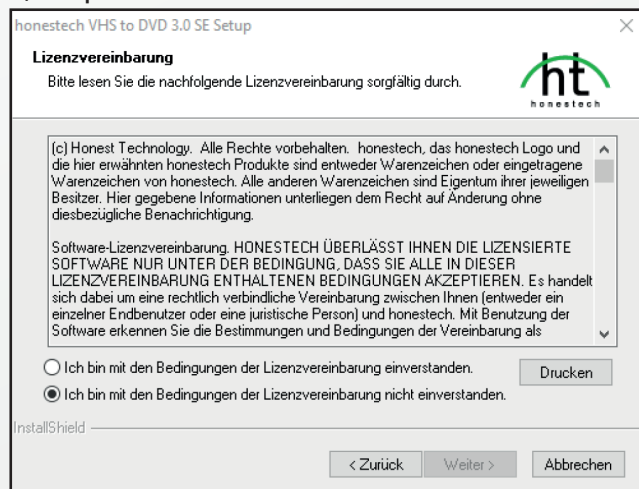 honestech VHS to DVD 3.0 SE Setup
Lizenzvereinbarung
Bitte lesen Sie die nachfolgende Lizenzvereinbarung sorgfältig durch.
ht
honestech
(c) Honest Technology. Alle Rechte vorbehalten. honestech, das honestech Logo und
die hier erwähnten honestech Produkte sind entweder Warenzeichen oder eingetragene
Warenzeichen von honestech. Alle anderen Warenzeichen sind Eigentum ihrer jeweiligen
Besitzer. Hier gegebene Informationen unterliegen dem Recht auf Änderung ohne
diesbezügliche Benachrichtigung.
Software-Lizenzvereinbarung. HONESTECH ÜBERLÄSST IHNEN DIE LIZENSIERTE
SOFTWARE NUR UNTER DER BEDINGUNG, DASS SIE ALLE IN DIESER
LIZENZVEREINBARUNG ENTHALTENEN BEDINGUNGEN AKZEPTIEREN. Es handelt
sich dabei um eine rechtlich verbindliche Vereinbarung zwischen Ihnen (entweder ein
einzelner Endbenutzer oder eine juristische Person) und honestech. Mit Benutzung der
Software erkennen Sie die Bestimmungen und Bedingungen der Vereinbarung als
Ich bin mit den Bedingungen der Lizenzvereinbarung einverstanden.
Drucken
Ich bin mit den Bedingungen der Lizenzvereinbarung nicht einverstanden.
InstallShield
< Zurück
Weiter >
Abbrechen